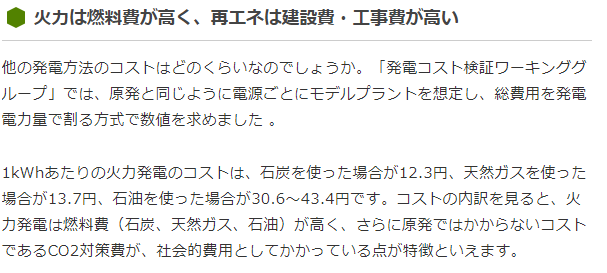 火力は燃料費が高く、再エネは建設費・工事費が高い
他の発電方法のコストはどのくらいなのでしょうか。「発電コスト検証ワーキンググ
ループ」では、原発と同じように電源ごとにモデルプラントを想定し、総費用を発電
電力量で割る方式で数値を求めました 。
1kWhあたりの火力発電のコストは、石炭を使った場合が12.3円、天然ガスを使った
場合が13.7円、石油を使った場合が30.6～43.4円です。コストの内訳を見ると、火
力発電は燃料費（石炭、天然ガス、石油）が高く、さらに原発ではかからないコスト
であるCO2対策費が、社会的費用としてかかっている点が特徴といえます。